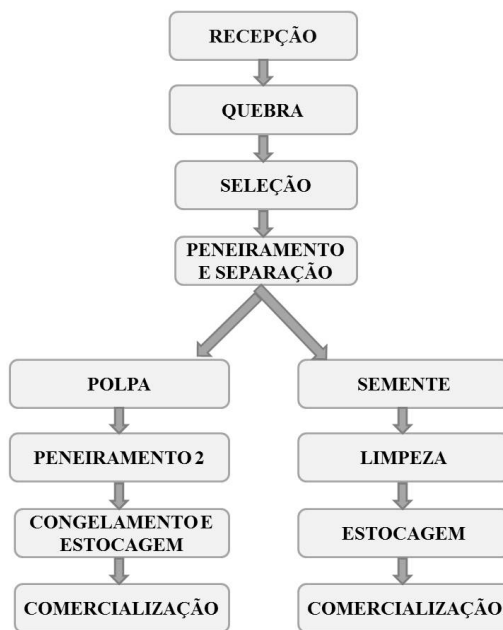 RECEPÇÃO
QUEBRA
SELEÇÃO
PENEIRAMENTO
E SEPARAÇÃO
POLPA
PENEIRAMENTO 2
CONGELAMENTO E
ESTOCAGEM
COMERCIALIZAÇÃO
SEMENTE
LIMPEZA
ESTOCAGEM
COMERCIALIZAÇÃO